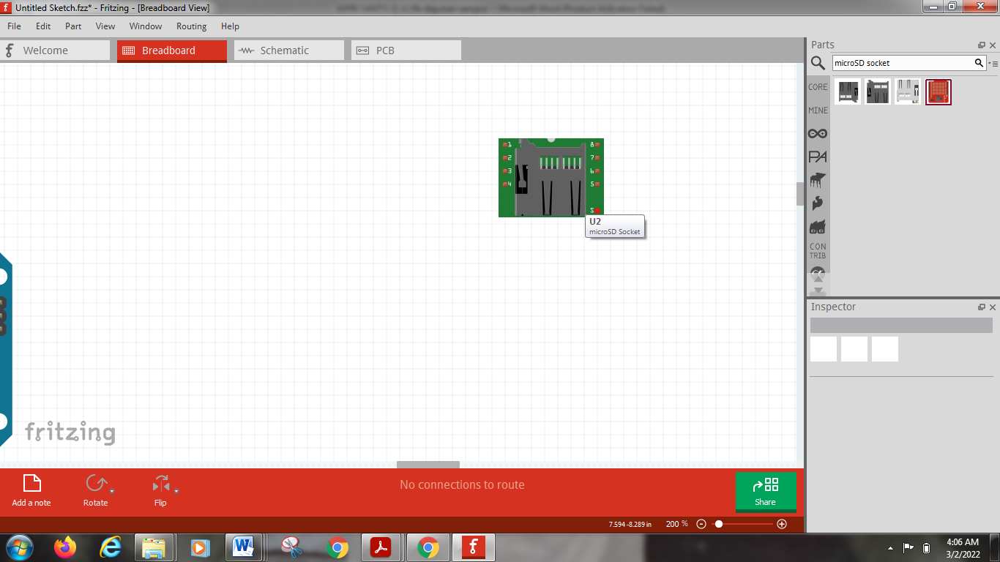 Untitled Sketch.fzz* - Fritzing - [Breadboard View]
File Edit Part View Window Routing Help
Welcome
Breadboard
Schematic
PCB
1
2
3
4
8
7
6
5
S
U2
microSD Socket
fritzing
Parts
microSD socket
CORE
MINE
CON
TRIB
Inspector
Add a note
Rotate
Flip
No connections to route
Share
7.594 -8.289 in
200 %
4:06 AM
3/2/2022